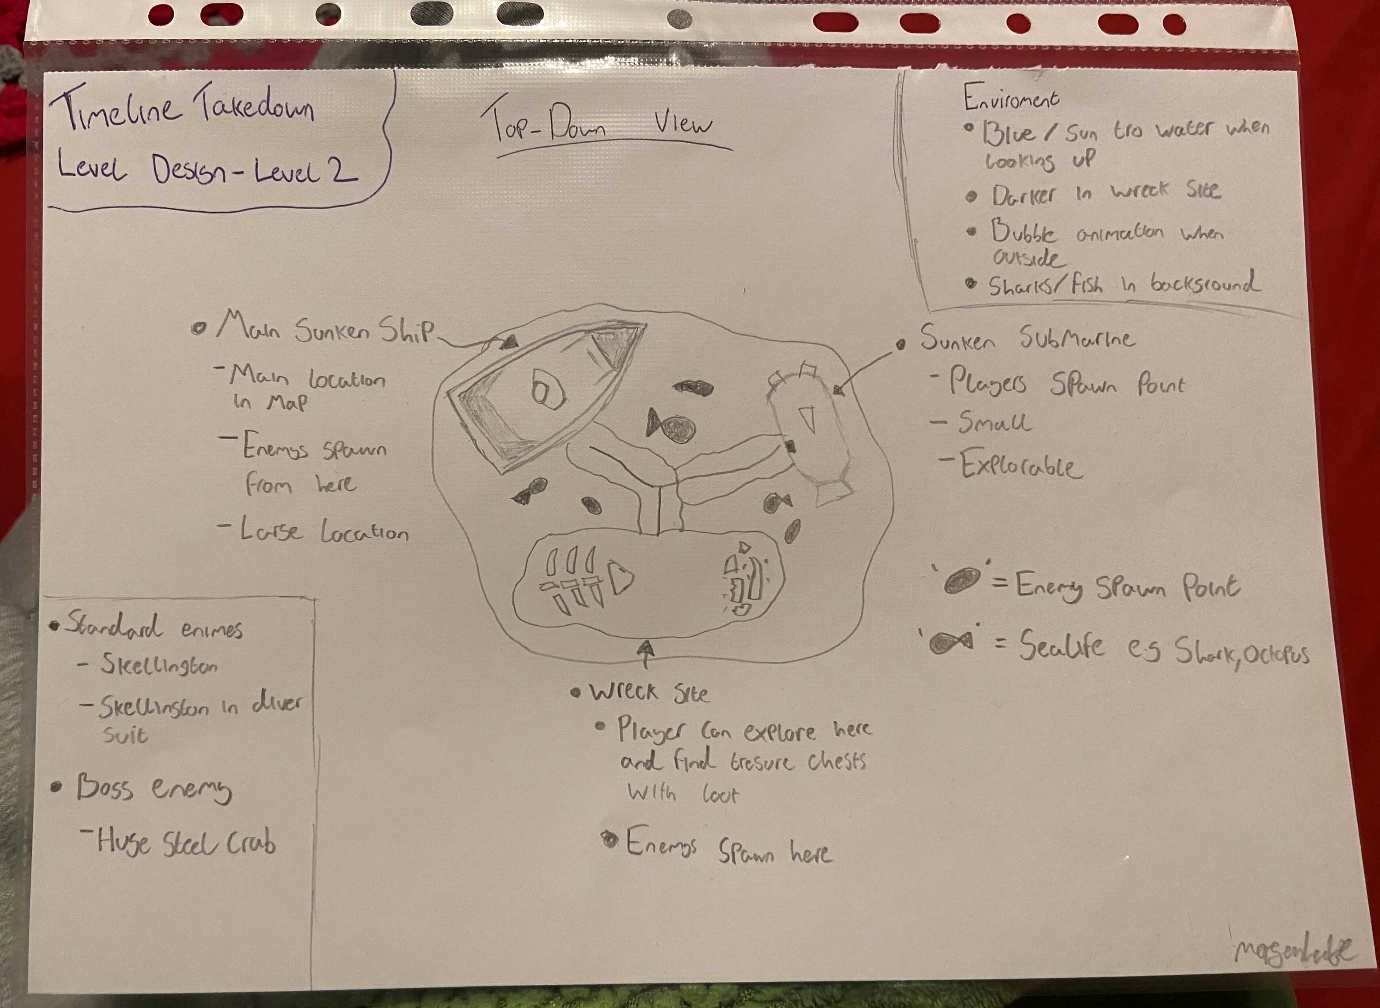 Timeline Takedown
Level Design - Level 2
Top-Down View
Enviroment
• Blue / Sun tro water when
looking up
• Darker in wreck site
• Bubble animation when
outside
• Sharks/fish in background
• Main Sunken Ship
- Main location
in Map
- Enemys spawn
from here
- Large location
• Sunken Submarine
- Players spawn point
- Small
- Explorable
' ' = Enemy spawn point
' ' = Sealife eg Shark, octopus
• Standard enimes
- Skellington
- Skellington in diver
suit
• Boss enemy
- Huge Steel Crab
• Wreck site
• Player can explore here
and find tresure chests
with loot
• Enemys spawn here